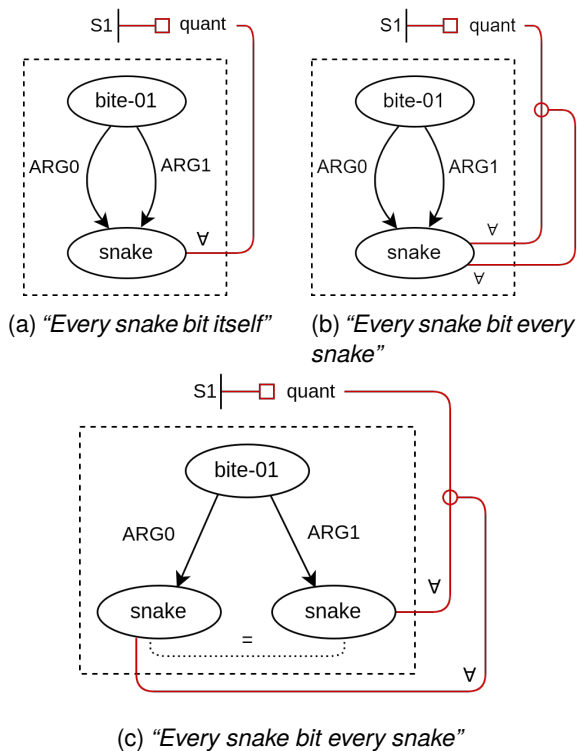 S1 quant
bite-01
ARG0 ARG1
∀
snake
(a) “Every snake bit itself”
S1 quant
bite-01
ARG0 ARG1
∀
snake
∀
(b) “Every snake bit every
snake”
S1 quant
bite-01
ARG0 ARG1
∀
snake snake
=
∀
(c) “Every snake bit every snake”